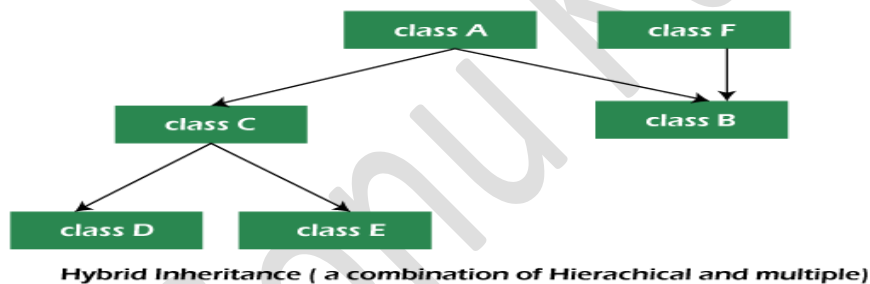 class A
class F
class C
class B
class D
class E
Hybrid Inheritance ( a combination of Hierachical and multiple)